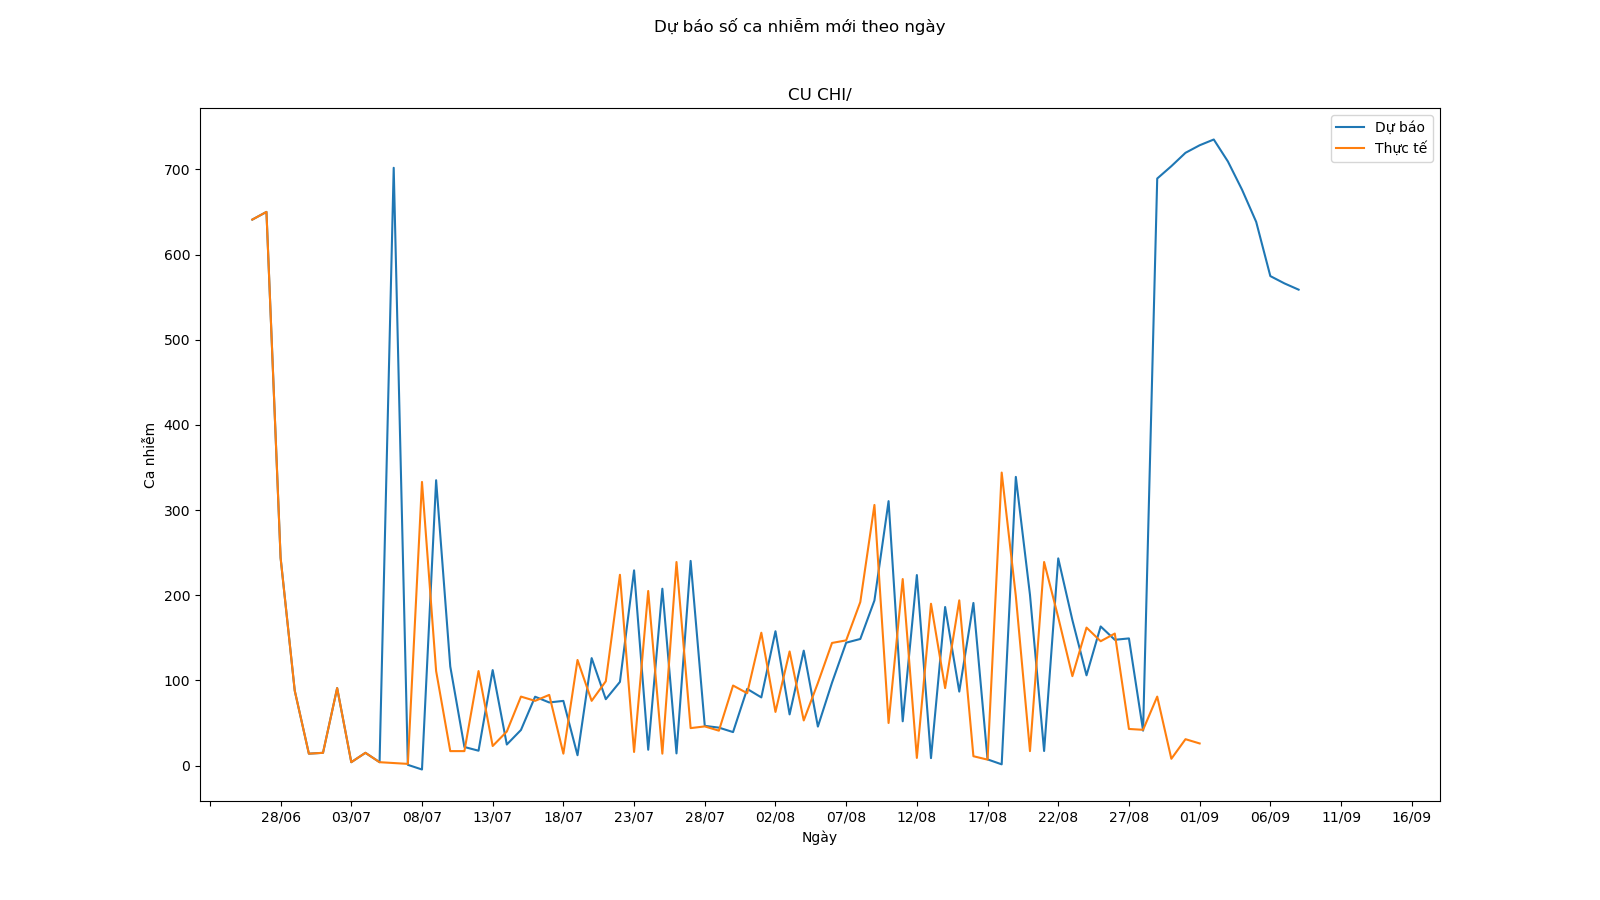 Dự báo số ca nhiễm mới theo ngày
CU CHI/
Dự báo
Thực tế
700
600
500
400
300
200
100
0
Ca nhiễm
28/06 03/07 08/07 13/07 18/07 23/07 28/07 02/08 07/08 12/08 17/08 22/08 27/08 01/09 06/09 11/09 16/09
Ngày